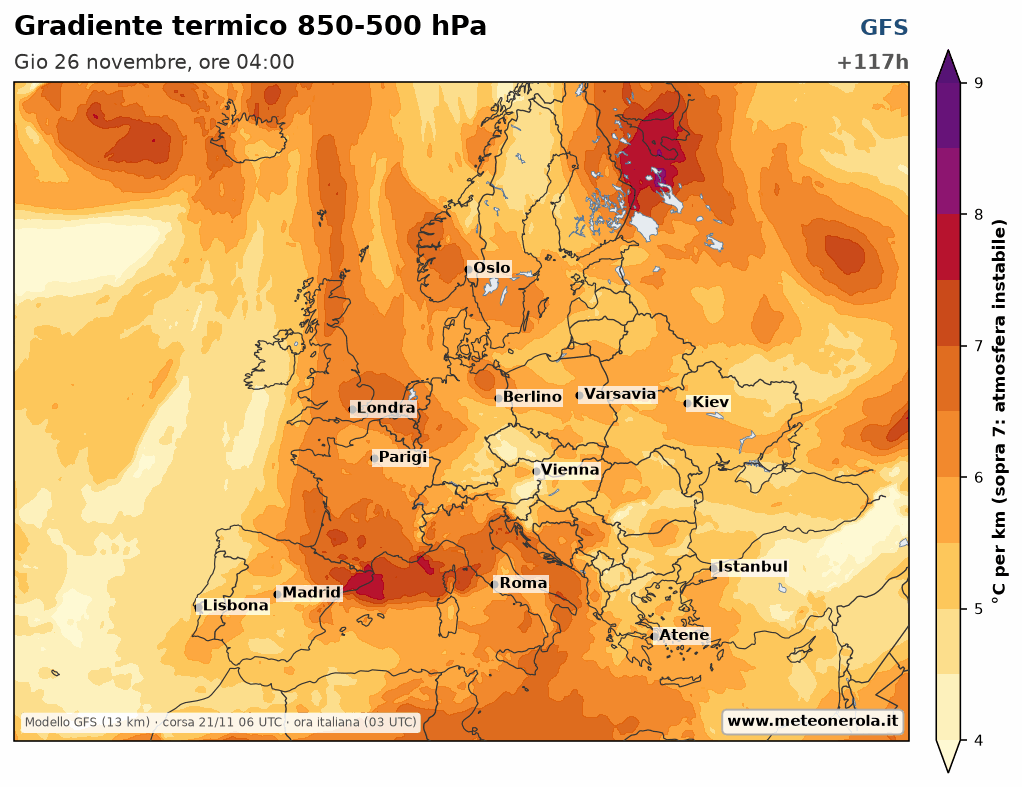 Gradiente termico 850-500 hPa
GFS
Gio 26 novembre, ore 04:00
+117h
Oslo
Berlino
Varsavia
Kiev
Londra
Parigi
Vienna
Istanbul
Madrid
Roma
Lisbona
Atene
Modello GFS (13 km) · corsa 21/11 06 UTC · ora italiana (03 UTC)
www.meteonerola.it
9
8
7
6
5
4
°C per km (sopra 7: atmosfera instabile)